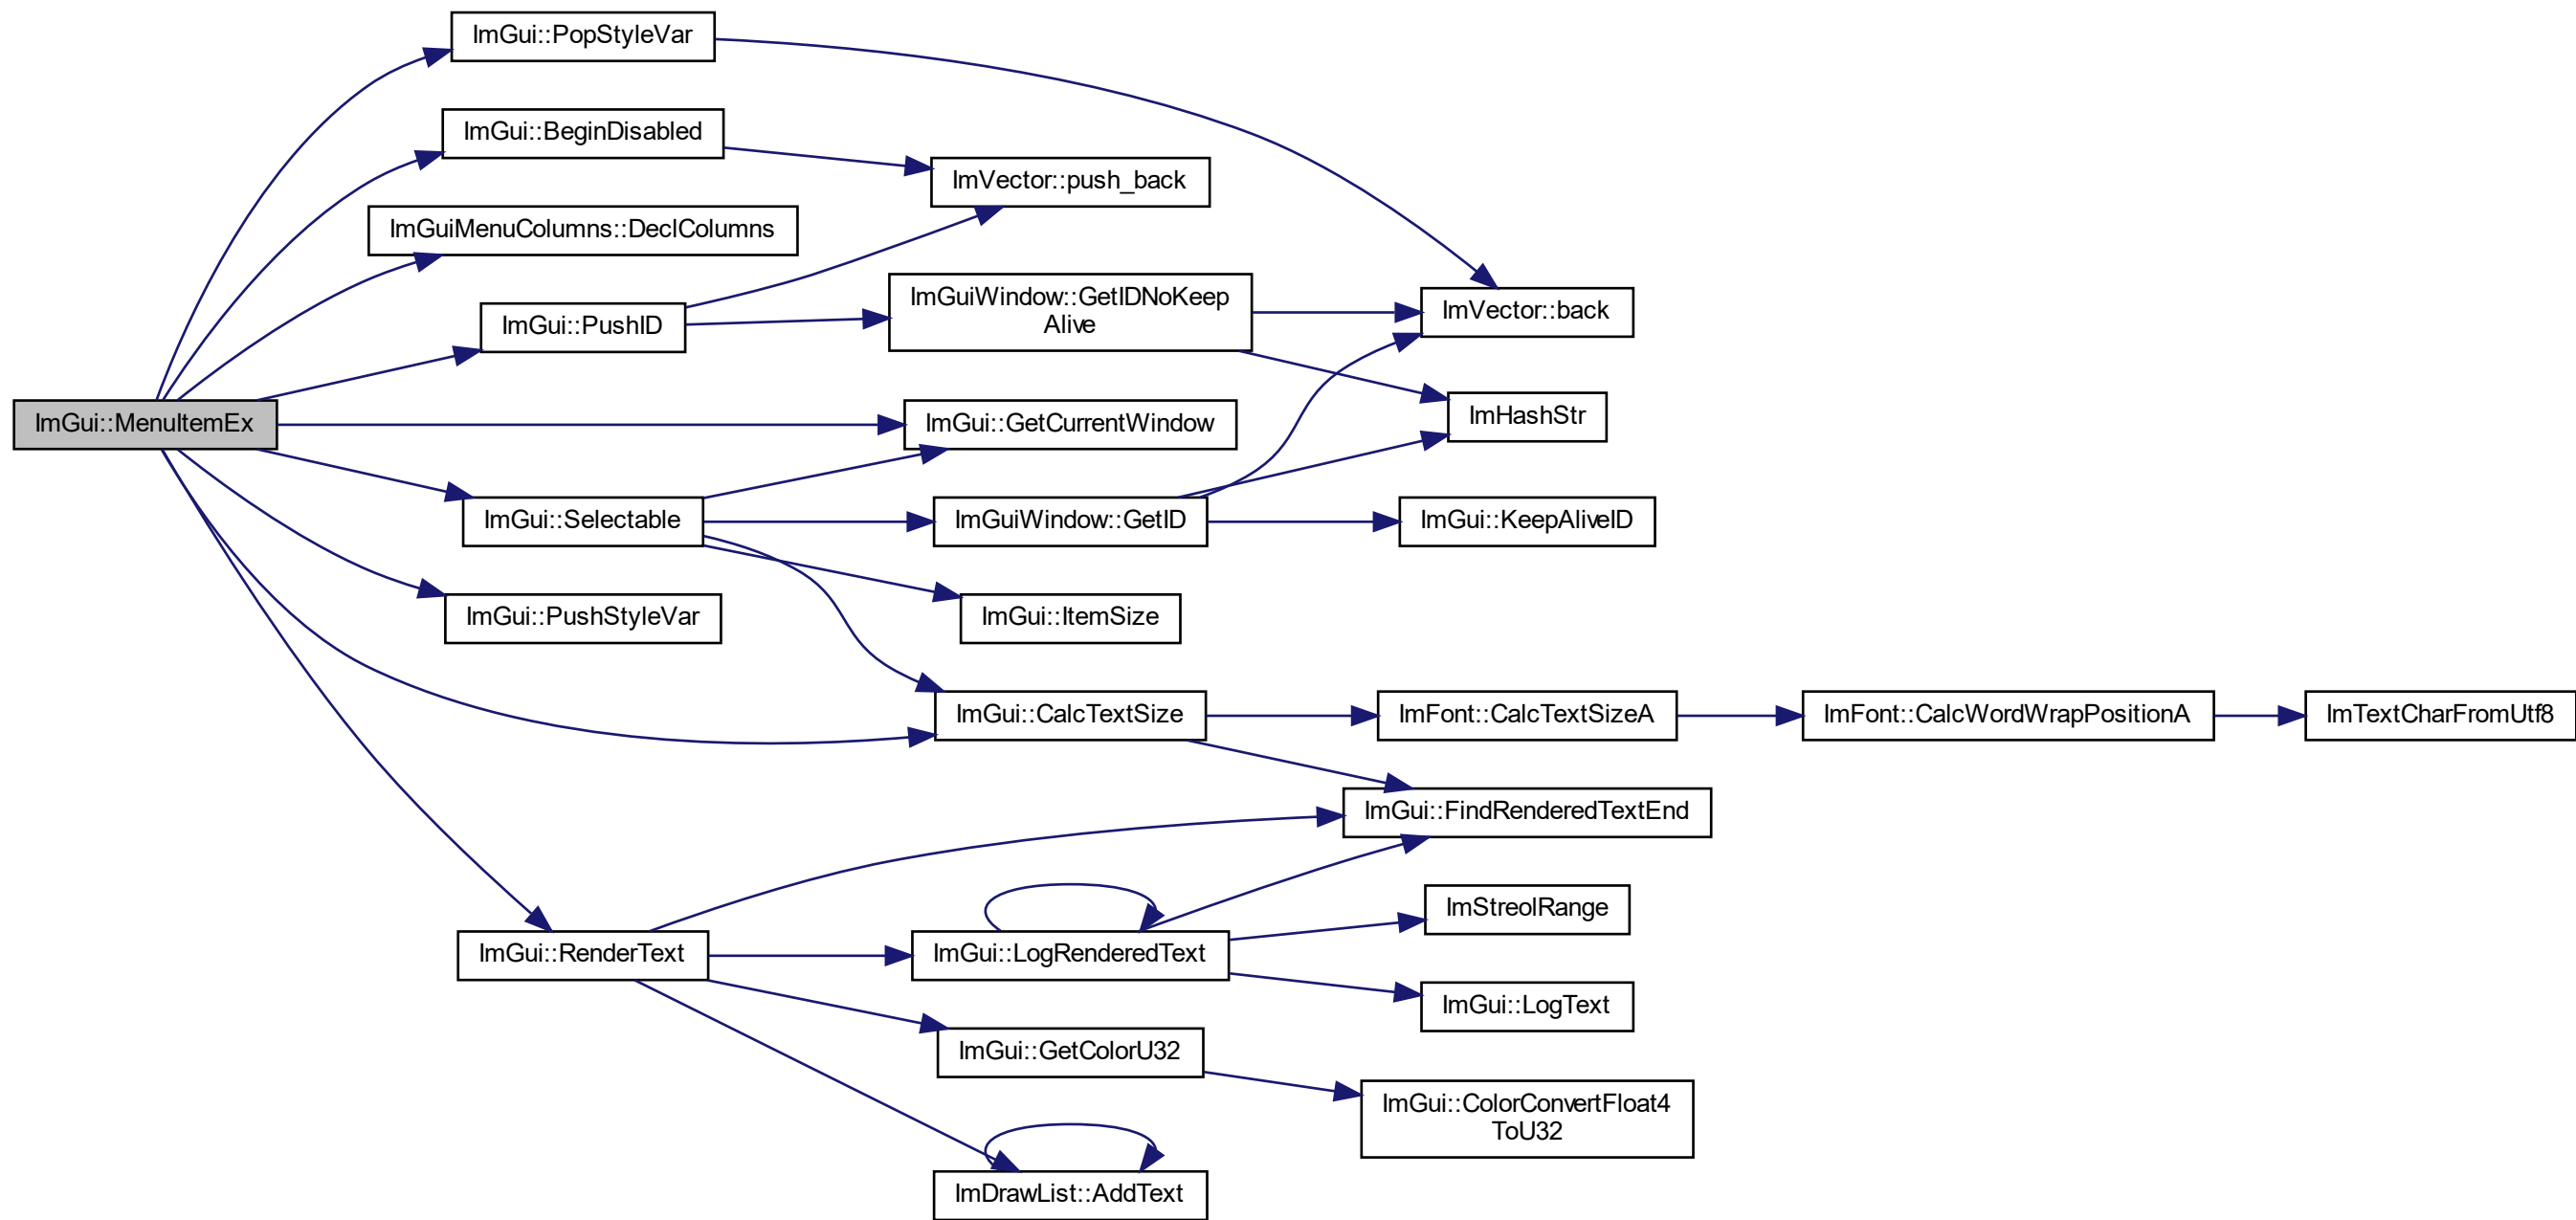 ImGui::PopStyleVar
ImGui::BeginDisabled
ImVector::push_back
ImGuiMenuColumns::DeclColumns
ImGuiWindow::GetIDNoKeep
Alive
ImGui::PushID
ImVector::back
ImGui::MenuItemEx
ImGui::GetCurrentWindow
ImHashStr
ImGui::Selectable
ImGuiWindow::GetID
ImGui::KeepAliveID
ImGui::PushStyleVar
ImGui::ItemSize
ImGui::CalcTextSize
ImFont::CalcTextSizeA
ImFont::CalcWordWrapPositionA
ImTextCharFromUtf8
ImGui::FindRenderedTextEnd
ImStreolRange
ImGui::RenderText
ImGui::LogRenderedText
ImGui::LogText
ImGui::GetColorU32
ImGui::ColorConvertFloat4
ToU32
ImDrawList::AddText